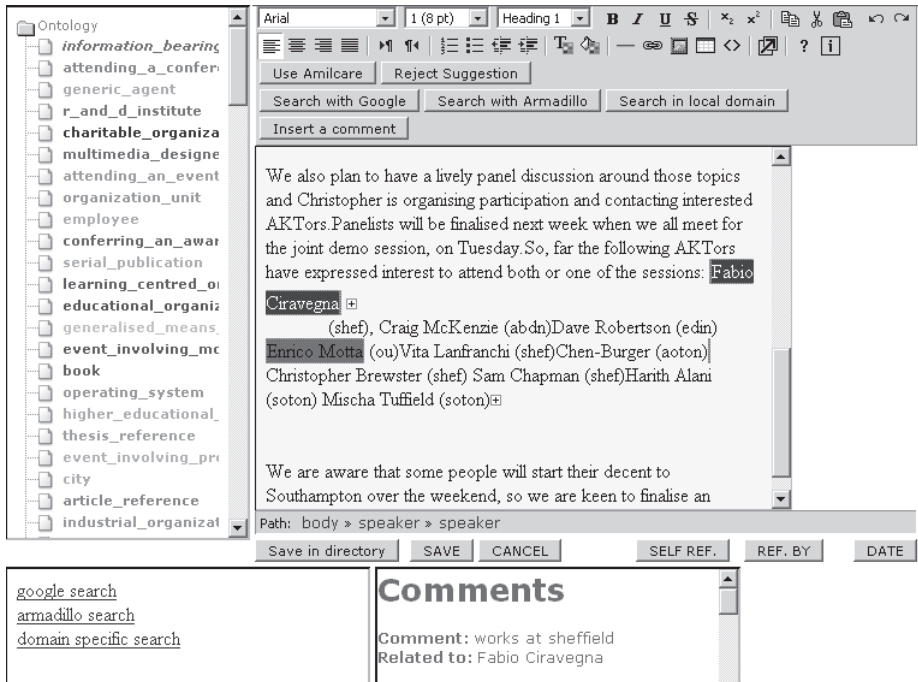 Ontology
information_bearing
attending_a_confer
generic_agent
r_and_d_institute
charitable_organiza
multimedia_designe
attending_an_event
organization_unit
employee
conferring_an_awar
serial_publication
learning_centred_o
educational_organiz
generalised_means_
event_involving_mo
book
operating_system
higher_educational_
thesis_reference
event_involving_pro
city
article_reference
industrial_organizat
Arial 1 (8 pt) Heading 1 B I U S x₂ x²
? i
Use Amilcare Reject Suggestion
Search with Google Search with Armadillo Search in local domain
Insert a comment
We also plan to have a lively panel discussion around those topics
and Christopher is organising participation and contacting interested
AKTors.Panelists will be finalised next week when we all meet for
the joint demo session, on Tuesday.So, far the following AKTors
have expressed interest to attend both or one of the sessions: Fabio
Ciravegna
(shef), Craig McKenzie (abdn)Dave Robertson (edin)
Enrico Motta (ou)Vita Lanfranchi (shef)Chen-Burger (aoton)
Christopher Brewster (shef) Sam Chapman (shef)Harith Alani
(soton) Mischa Tuffield (soton)
We are aware that some people will start their decent to
Southampton over the weekend, so we are keen to finalise an
Path: body » speaker » speaker
Save in directory SAVE CANCEL SELF REF. REF. BY DATE
google search
armadillo search
domain specific search
Comments
Comment: works at sheffield
Related to: Fabio Ciravegna